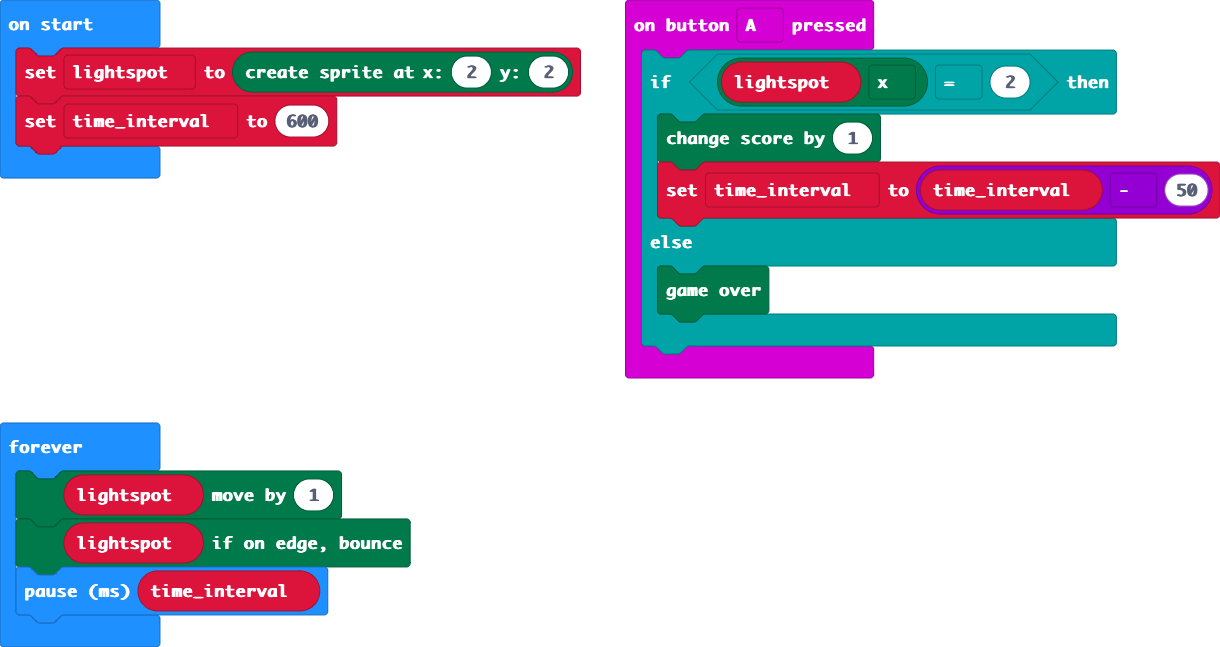 on start
set lightspot to create sprite at x: 2 y: 2
set time_interval to 600
on button A pressed
if lightspot x = 2 then
change score by 1
set time_interval to time_interval - 50
else
game over
forever
lightspot move by 1
lightspot if on edge, bounce
pause (ms) time_interval